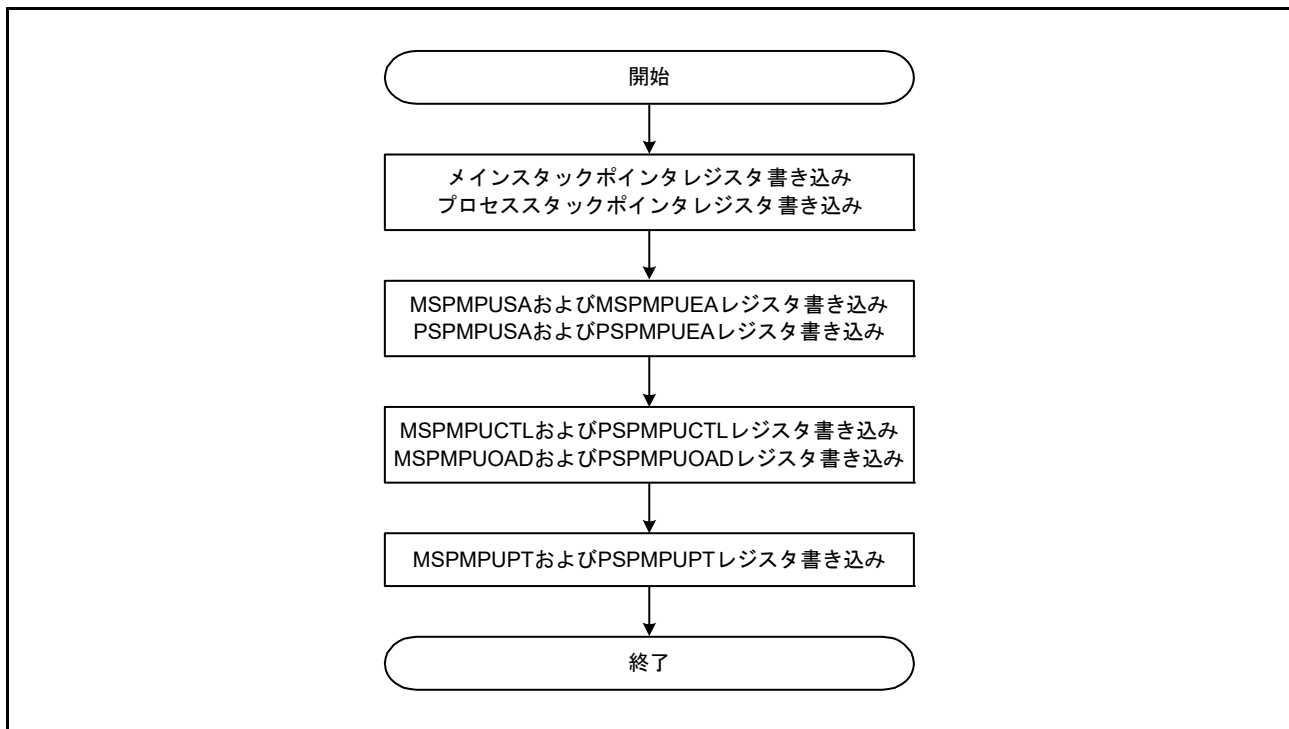 開始
メインスタックポインタレジスタ書き込み
プロセススタックポインタレジスタ書き込み
MSPMPUSAおよびMSPMPUEAレジスタ書き込み
PSPMPUSAおよびPSPMPUEAレジスタ書き込み
MSPMPUCTLおよびPSPMPUCTLレジスタ書き込み
MSPMPUOADおよびPSPMPUOADレジスタ書き込み
MSPMPUPTおよびPSPMPUPTレジスタ書き込み
終了